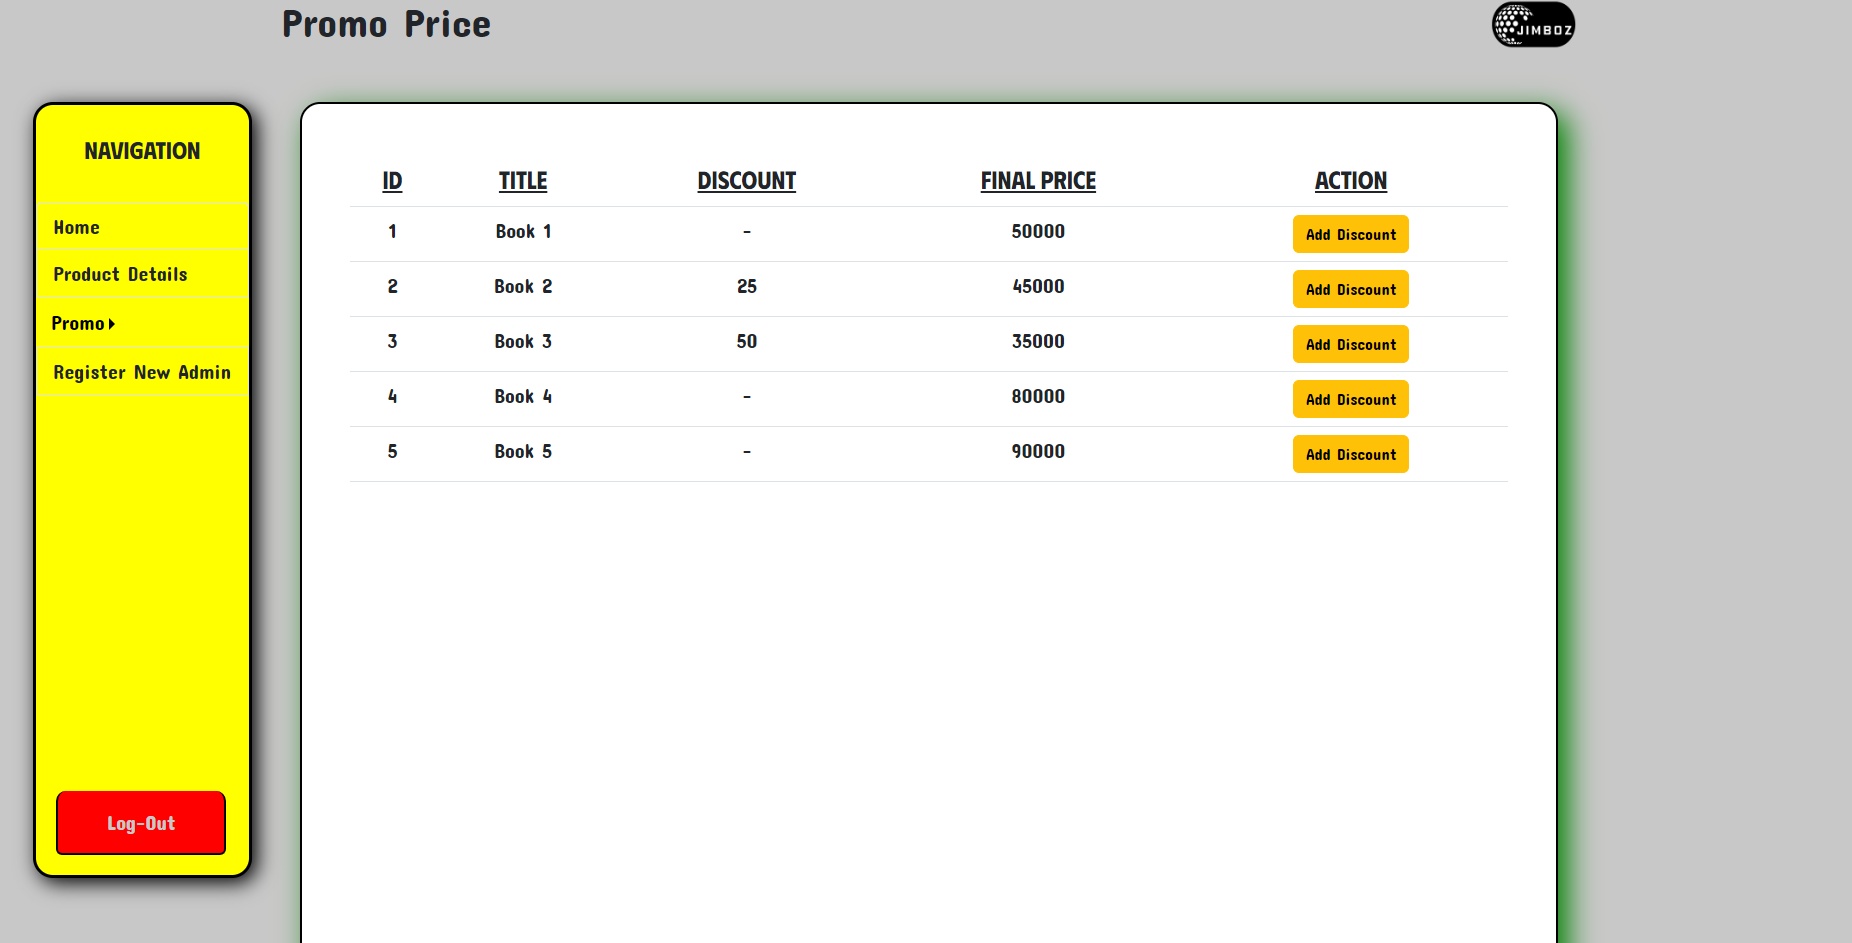 Promo Price
JIMBOZ
NAVIGATION
Home
Product Details
Promo
Register New Admin
Log-Out
ID TITLE DISCOUNT FINAL PRICE ACTION
1 Book 1 - 50000 Add Discount
2 Book 2 25 45000 Add Discount
3 Book 3 50 35000 Add Discount
4 Book 4 - 80000 Add Discount
5 Book 5 - 90000 Add Discount